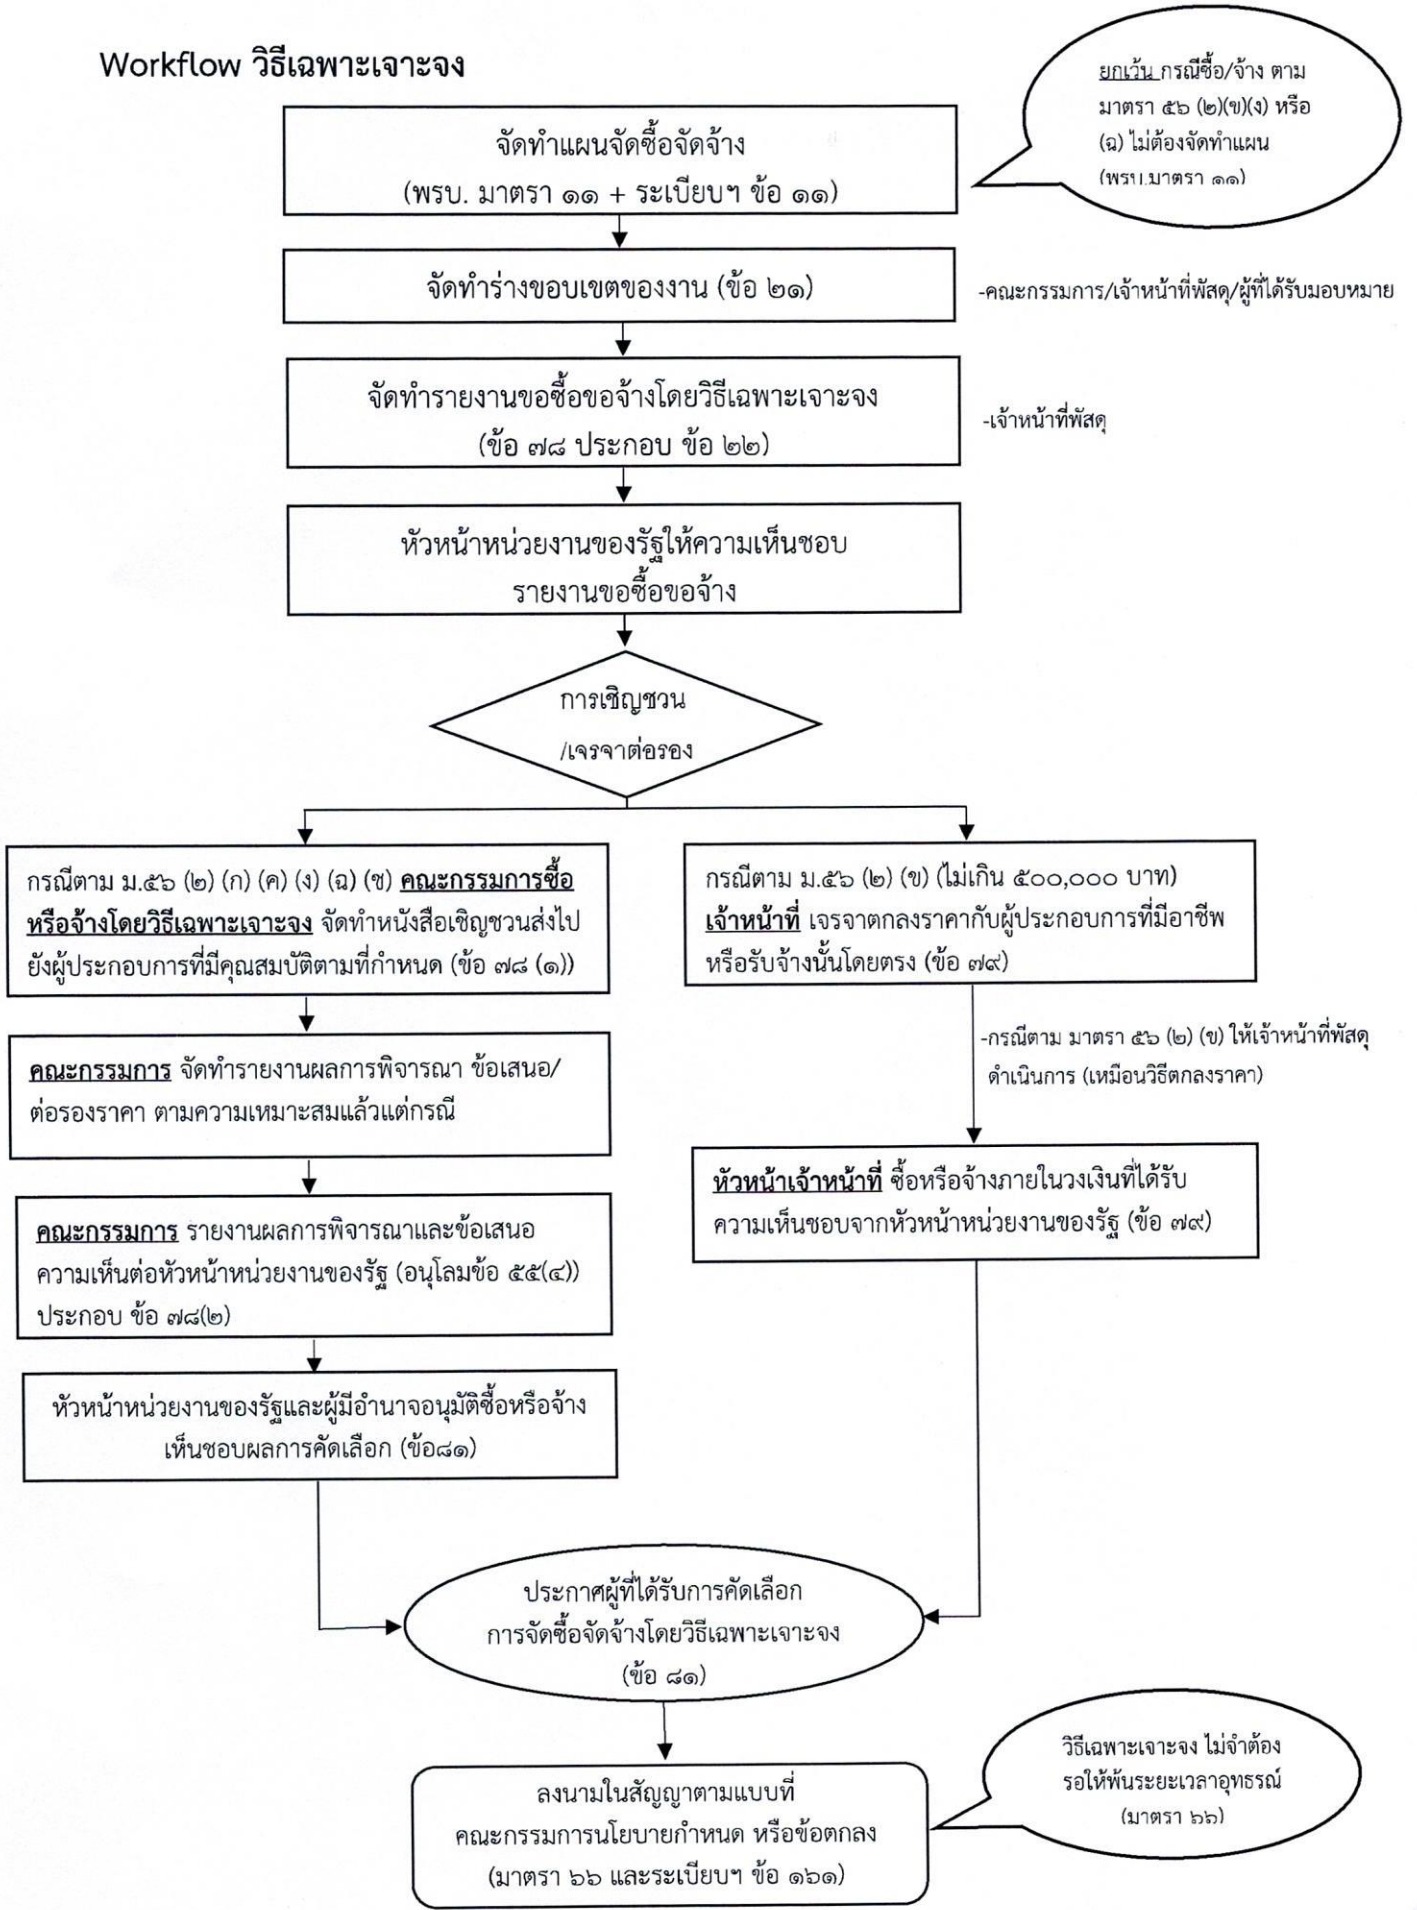 Workflow วิธีเฉพาะเจาะจง
ยกเว้น กรณีซื้อ/จ้าง ตาม
มาตรา ๕๖ (๒)(ข)(ง) หรือ
(ฉ) ไม่ต้องจัดทำแผน
(พรบ.มาตรา ๑๑)
จัดทำแผนจัดซื้อจัดจ้าง
(พรบ. มาตรา ๑๑ + ระเบียบฯ ข้อ ๑๑)
จัดทำร่างขอบเขตของงาน (ข้อ ๒๑)
-คณะกรรมการ/เจ้าหน้าที่พัสดุ/ผู้ที่ได้รับมอบหมาย
จัดทำรายงานขอซื้อขอจ้างโดยวิธีเฉพาะเจาะจง
(ข้อ ๗๘ ประกอบ ข้อ ๒๒)
-เจ้าหน้าที่พัสดุ
หัวหน้าหน่วยงานของรัฐให้ความเห็นชอบ
รายงานขอซื้อขอจ้าง
การเชิญชวน
/เจรจาต่อรอง
กรณีตาม ม.๕๖ (๒) (ก) (ค) (ง) (ฉ) (ช) คณะกรรมการซื้อ
หรือจ้างโดยวิธีเฉพาะเจาะจง จัดทำหนังสือเชิญชวนส่งไป
ยังผู้ประกอบการที่มีคุณสมบัติตามที่กำหนด (ข้อ ๗๘ (๑))
คณะกรรมการ จัดทำรายงานผลการพิจารณา ข้อเสนอ/
ต่อรองราคา ตามความเหมาะสมแล้วแต่กรณี
คณะกรรมการ รายงานผลการพิจารณาและข้อเสนอ
ความเห็นต่อหัวหน้าหน่วยงานของรัฐ (อนุโลมข้อ ๕๕(๔))
ประกอบ ข้อ ๗๘(๒)
หัวหน้าหน่วยงานของรัฐและผู้มีอำนาจอนุมัติซื้อหรือจ้าง
เห็นชอบผลการคัดเลือก (ข้อ๘๑)
กรณีตาม ม.๕๖ (๒) (ข) (ไม่เกิน ๕๐๐,๐๐๐ บาท)
เจ้าหน้าที่ เจรจาตกลงราคากับผู้ประกอบการที่มีอาชีพ
หรือรับจ้างนั้นโดยตรง (ข้อ ๗๙)
-กรณีตาม มาตรา ๕๖ (๒) (ข) ให้เจ้าหน้าที่พัสดุ
ดำเนินการ (เหมือนวิธีตกลงราคา)
หัวหน้าเจ้าหน้าที่ ซื้อหรือจ้างภายในวงเงินที่ได้รับ
ความเห็นชอบจากหัวหน้าหน่วยงานของรัฐ (ข้อ ๗๙)
ประกาศผู้ที่ได้รับการคัดเลือก
การจัดซื้อจัดจ้างโดยวิธีเฉพาะเจาะจง
(ข้อ ๘๑)
ลงนามในสัญญาตามแบบที่
คณะกรรมการนโยบายกำหนด หรือข้อตกลง
(มาตรา ๖๖ และระเบียบฯ ข้อ ๑๖๑)
วิธีเฉพาะเจาะจง ไม่จำต้อง
รอให้พ้นระยะเวลาอุทธรณ์
(มาตรา ๖๖)